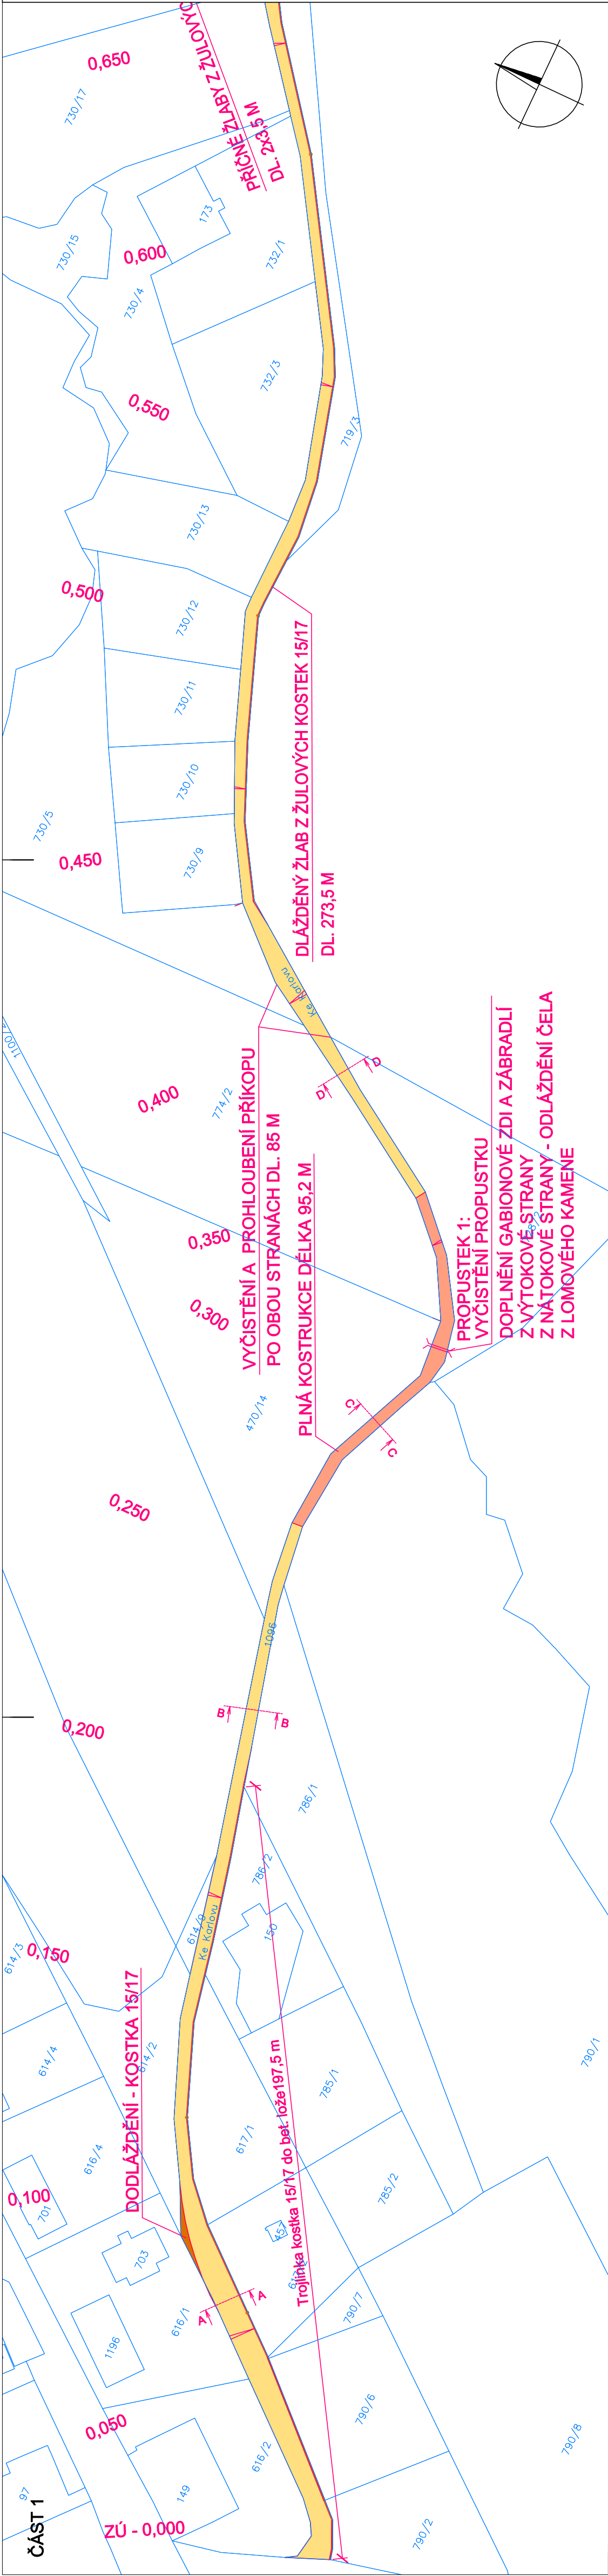 0,650
730/17
PŘÍČNÉ ŽLABY Z ŽULOVÝC
DL. 2x3,5 M
173
730/15
0,600
730/4
732/1
732/3
0,550
719/3
730/13
0,500
730/12
730/11
730/10
730/5
0,450
730/9
DLÁŽDĚNÝ ŽLAB Z ŽULOVÝCH KOSTEK 15/17
DL. 273,5 M
Ke Karlovu
1100/2
0,400
774/2
D
D
VYČISTĚNÍ A PROHLOUBENÍ PŘÍKOPU
PO OBOU STRANÁCH DL. 85 M
PLNÁ KOSTRUKCE DÉLKA 95,2 M
0,350
0,300
PROPUSTEK 1:
VYČISTĚNÍ PROPUSTKU
DOPLNĚNÍ GABIONOVÉ ZDI A ZÁBRADLÍ
Z VÝTOKOVÉ STRANY
Z NÁTOKOVÉ STRANY - ODLÁŽDĚNÍ ČELA
Z LOMOVÉHO KAMENE
470/14
C
C
0,250
1096
B
B
0,200
786/1
786/2
614/9
Ke Karlovu
150
614/3
0,150
DODLÁŽDĚNÍ - KOSTKA 15/17
614/4
614/2
785/1
790/1
616/4
617/1
Trojlinka kostka 15/17 do bet. lože197,5 m
785/2
0,100
701
703
457
790/7
A
A
616/1
1196
790/6
0,050
616/2
790/8
97
149
790/2
ZÚ - 0,000
ČÁST 1